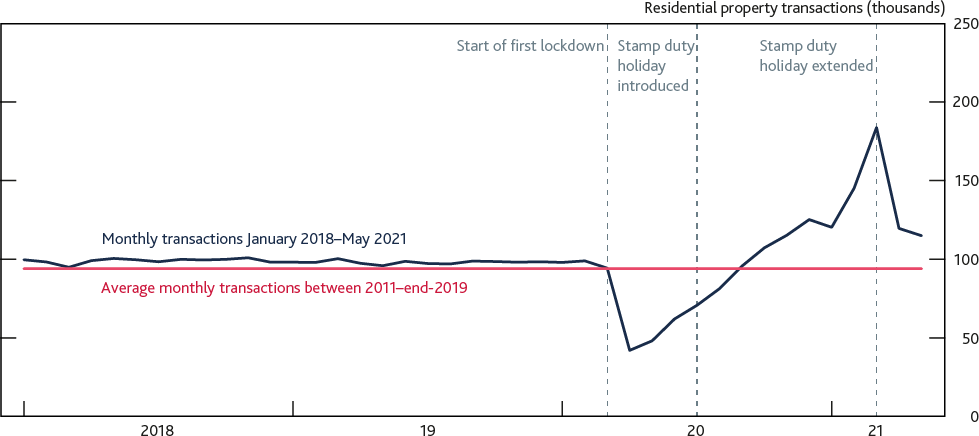 Residential property transactions (thousands)
250
Start of first lockdown
Stamp duty
holiday
introduced
Stamp duty
holiday extended
200
150
Monthly transactions January 2018–May 2021
100
Average monthly transactions between 2011–end-2019
50
0
2018
19
20
21